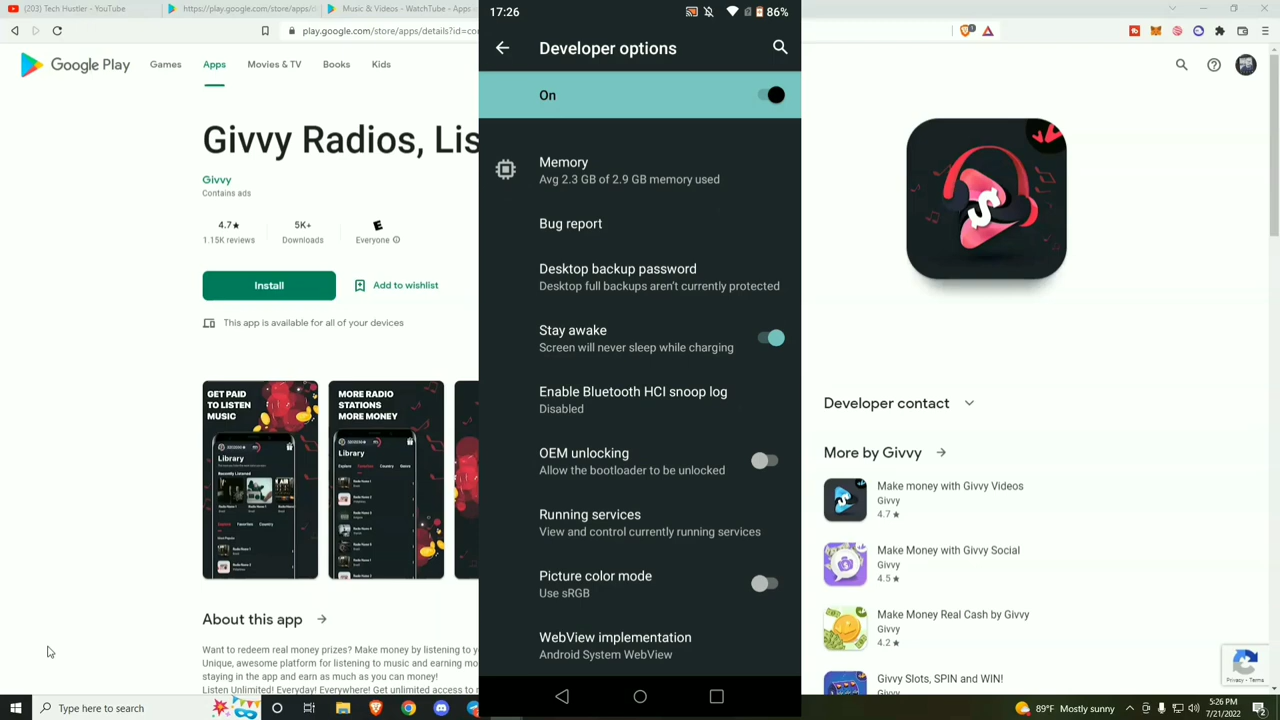 (203) Tech Hustler - YouTube
https://play.google.com/store/apps/d
Music & Videos - WatchTube - Apps
play.google.com/store/apps/details?id=co
Google Play
Games
Apps
Movies & TV
Books
Kids
Givvy Radios, Lis
Givvy
Contains ads
4.7★
1.15K reviews
5K+
Downloads
E
Everyone
Install
Add to wishlist
This app is available for all of your devices
GET PAID
TO LISTEN
MUSIC
Library
MORE RADIO
STATIONS
MORE MONEY
Library
About this app
Want to redeem real money prizes? Make money by listening to y
Unique, awesome platform for listening to music and earning mo
staying in the app and earn as much as you can money!
Listen Unlimited! Everyday! Everywhere! Get unlimited access to
17:26
86%
Developer options
On
Memory
Avg 2.3 GB of 2.9 GB memory used
Bug report
Desktop backup password
Desktop full backups aren't currently protected
Stay awake
Screen will never sleep while charging
Enable Bluetooth HCI snoop log
Disabled
OEM unlocking
Allow the bootloader to be unlocked
Running services
View and control currently running services
Picture color mode
Use sRGB
WebView implementation
Android System WebView
$
Developer contact
More by Givvy
Make money with Givvy Videos
Givvy
4.7 ★
Make Money with Givvy Social
Givvy
4.5 ★
Make Money Real Cash by Givvy
Givvy
4.2 ★
Givvy Slots, SPIN and WIN!
Givvy
Privacy - Terms
Type here to search
89°F Mostly sunny
5:26 PM
7/21/2022